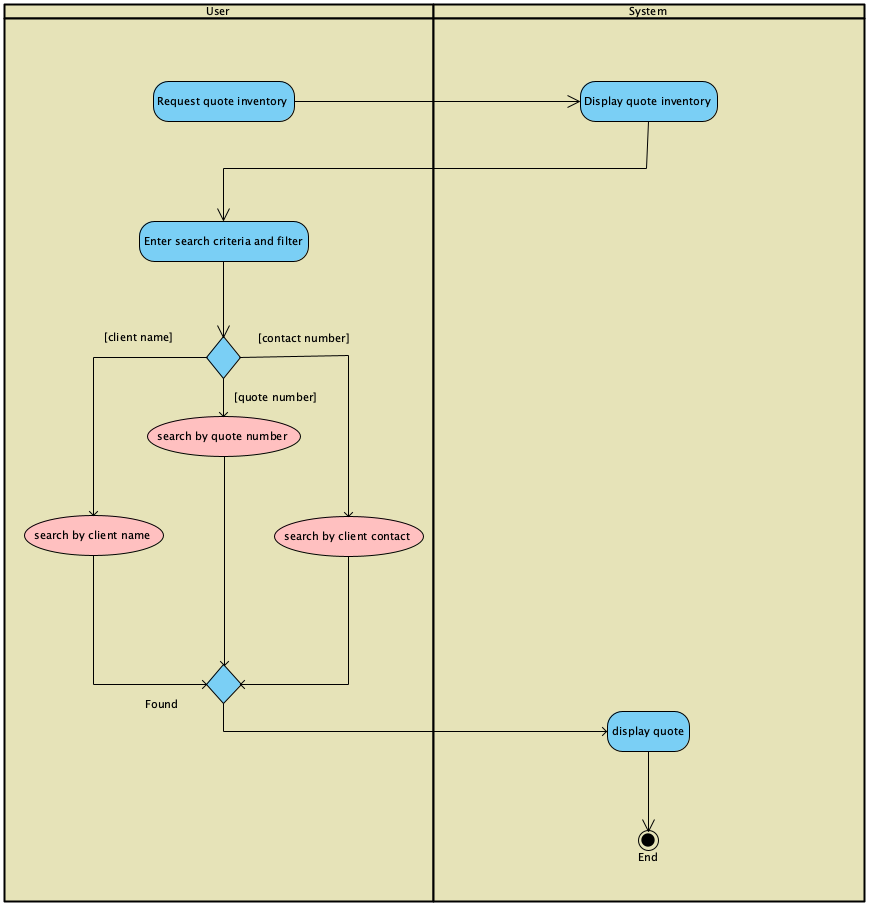 User
System
Request quote inventory
Display quote inventory
Enter search criteria and filter
[client name]
[contact number]
[quote number]
search by quote number
search by client name
search by client contact
Found
display quote
End